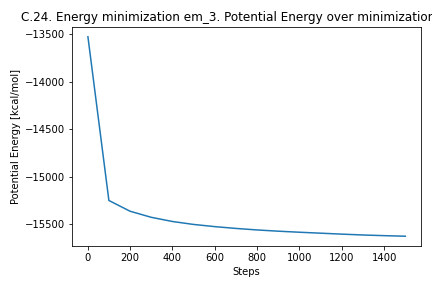 C.24. Energy minimization em_3. Potential Energy over minimization
Potential Energy [kcal/mol]
−13500
−14000
−14500
−15000
−15500
0 200 400 600 800 1000 1200 1400
Steps